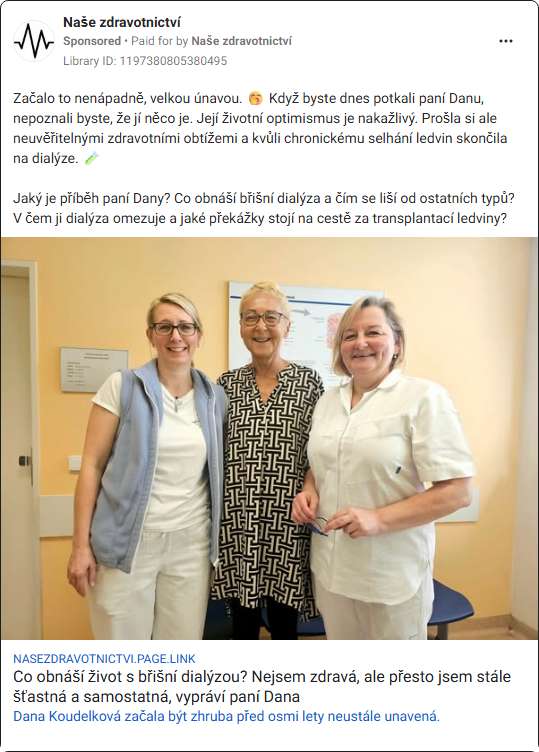 Naše zdravotnictví
Sponsored • Paid for by Naše zdravotnictví
Library ID: 1197380805380495
Začalo to nenápadně, velkou únavou. 🥱 Když byste dnes potkali paní Danu,
nepoznali byste, že jí něco je. Její životní optimismus je nakažlivý. Prošla si ale
neuvěřitelnými zdravotními obtížemi a kvůli chronickému selhání ledvin skončila
na dialýze. 🧪
Jaký je příběh paní Dany? Co obnáší břišní dialýza a čím se liší od ostatních typů?
V čem ji dialýza omezuje a jaké překážky stojí na cestě za transplantací ledviny?
NASEZDRAVOTNICTVI.PAGE.LINK
Co obnáší život s břišní dialýzou? Nejsem zdravá, ale přesto jsem stále
šťastná a samostatná, vypráví paní Dana
Dana Koudelková začala být zhruba před osmi lety neustále unavená.